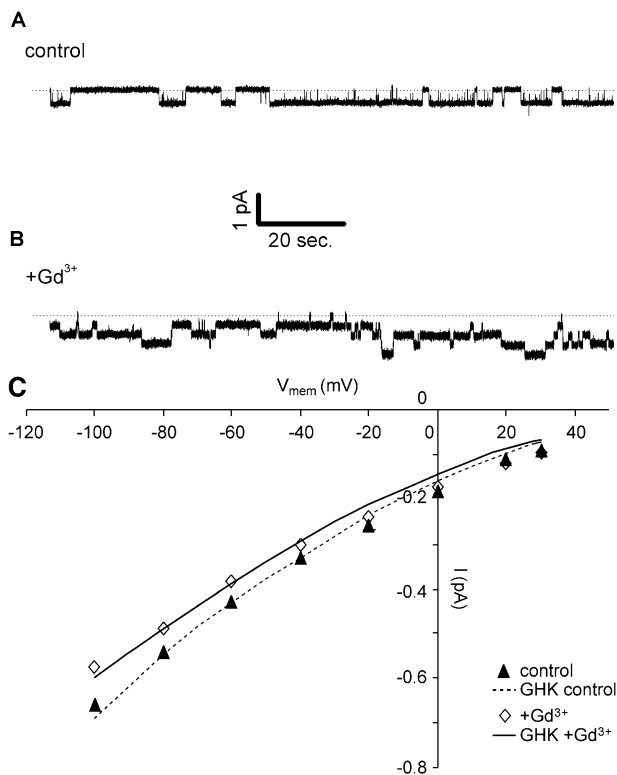 A
control
1 pA
20 sec.
B
+Gd³⁺
C
Vmem (mV)
0
-120 -100 -80 -60 -40 -20 0 20 40
-0.2
-0.4
-0.6
-0.8
I (pA)
control
GHK control
+Gd³⁺
GHK +Gd³⁺